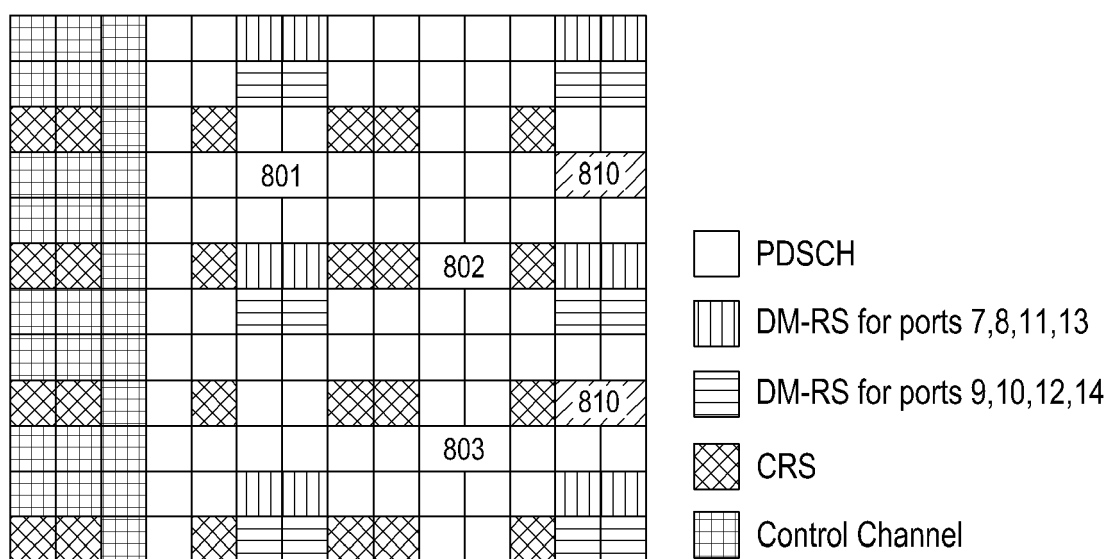 801
810
802
810
803
PDSCH
DM-RS for ports 7,8,11,13
DM-RS for ports 9,10,12,14
CRS
Control Channel